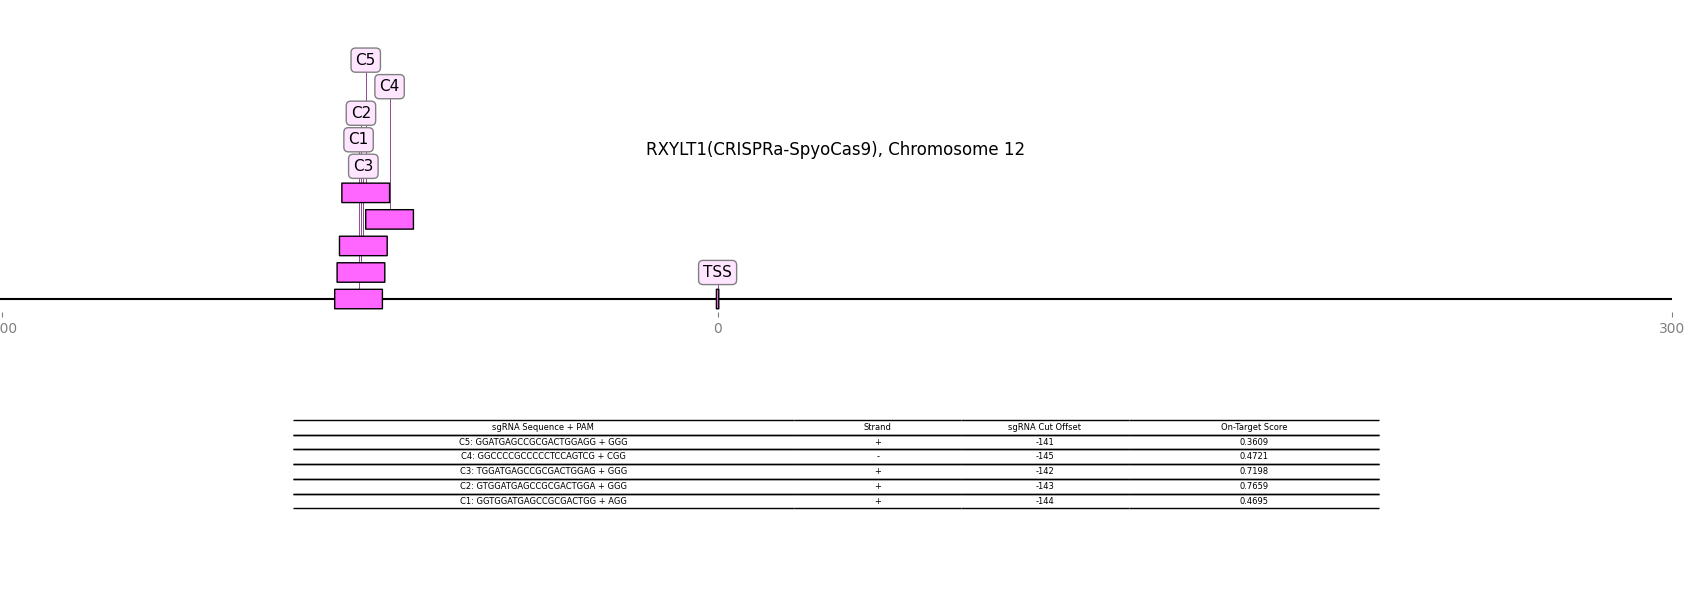 C5
C4
C2
C1
RXYLT1(CRISPRa-SpyoCas9), Chromosome 12
C3
TSS
00 0 300
sgRNA Sequence + PAM Strand sgRNA Cut Offset On-Target Score
C5: GGATGAGCCGCGACTGGAGG + GGG + -141 0.3609
C4: GGCCCCGCCCCCTCCAGTCG + CGG - -145 0.4721
C3: TGGATGAGCCGCGACTGGAG + GGG + -142 0.7198
C2: GTGGATGAGCCGCGACTGGA + GGG + -143 0.7659
C1: GGTGGATGAGCCGCGACTGG + AGG + -144 0.4695